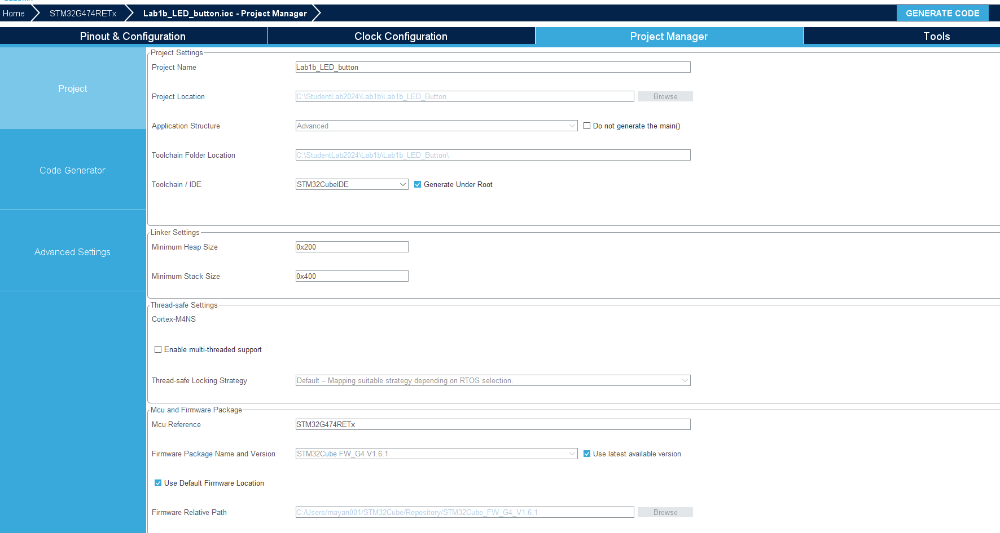 Home STM32G474RETx Lab1b_LED_button.ioc - Project Manager GENERATE CODE
Pinout & Configuration Clock Configuration Project Manager Tools
Project
Code Generator
Advanced Settings
Project Settings
Project Name Lab1b_LED_button
Project Location C:\StudentLab2024\Lab1b\Lab1b_LED_Button Browse
Application Structure Advanced Do not generate the main()
Toolchain Folder Location C:\StudentLab2024\Lab1b\Lab1b_LED_Button\
Toolchain / IDE STM32CubeIDE Generate Under Root
Linker Settings
Minimum Heap Size 0x200
Minimum Stack Size 0x400
Thread-safe Settings
Cortex-M4NS
Enable multi-threaded support
Thread-safe Locking Strategy Default – Mapping suitable strategy depending on RTOS selection.
Mcu and Firmware Package
Mcu Reference STM32G474RETx
Firmware Package Name and Version STM32Cube FW_G4 V1.6.1 Use latest available version
Use Default Firmware Location
Firmware Relative Path C:/Users/mayan001/STM32Cube/Repository/STM32Cube_FW_G4_V1.6.1 Browse